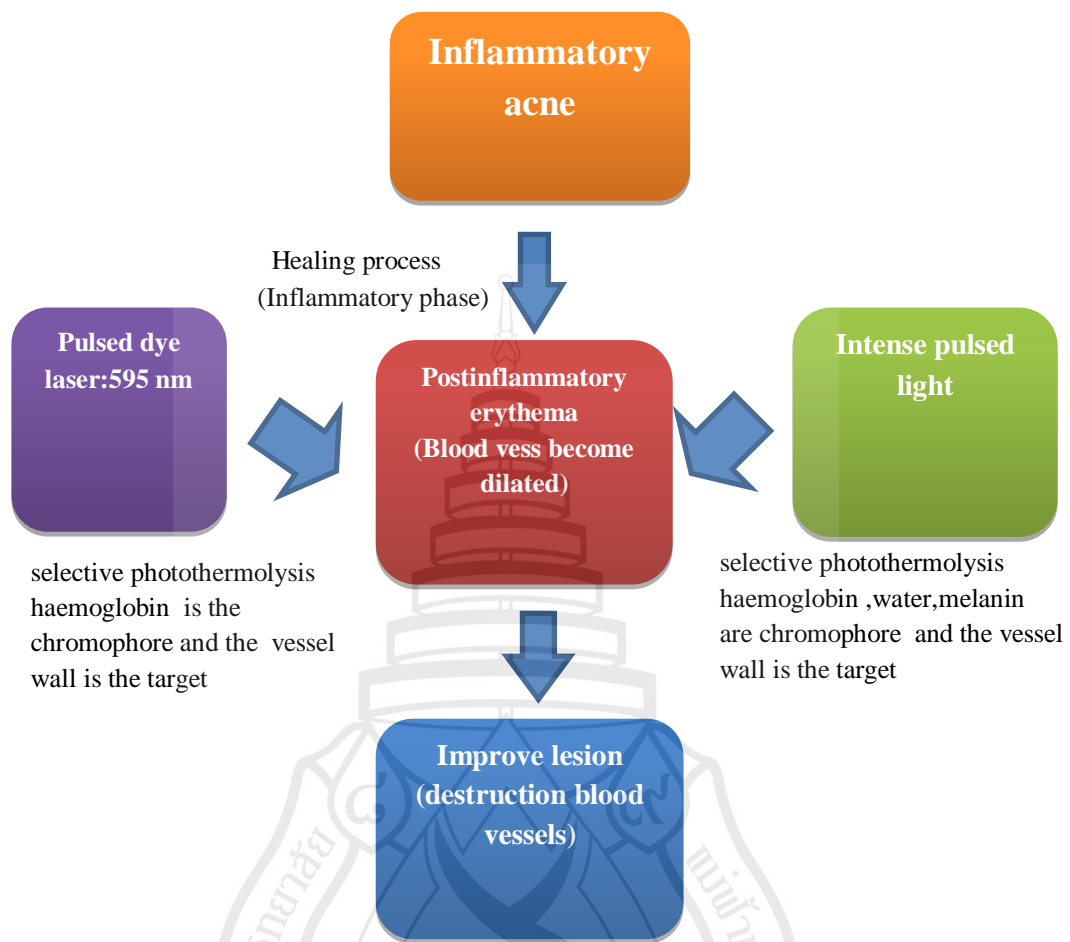 Inflammatory
acne
Healing process
(Inflammatory phase)
Pulsed dye
laser:595 nm
Postinflammatory
erythema
(Blood vess become
dilated)
Intense pulsed
light
selective photothermolysis
haemoglobin is the
chromophore and the vessel
wall is the target
selective photothermolysis
haemoglobin ,water,melanin
are chromophore and the vessel
wall is the target
Improve lesion
(destruction blood
vessels)